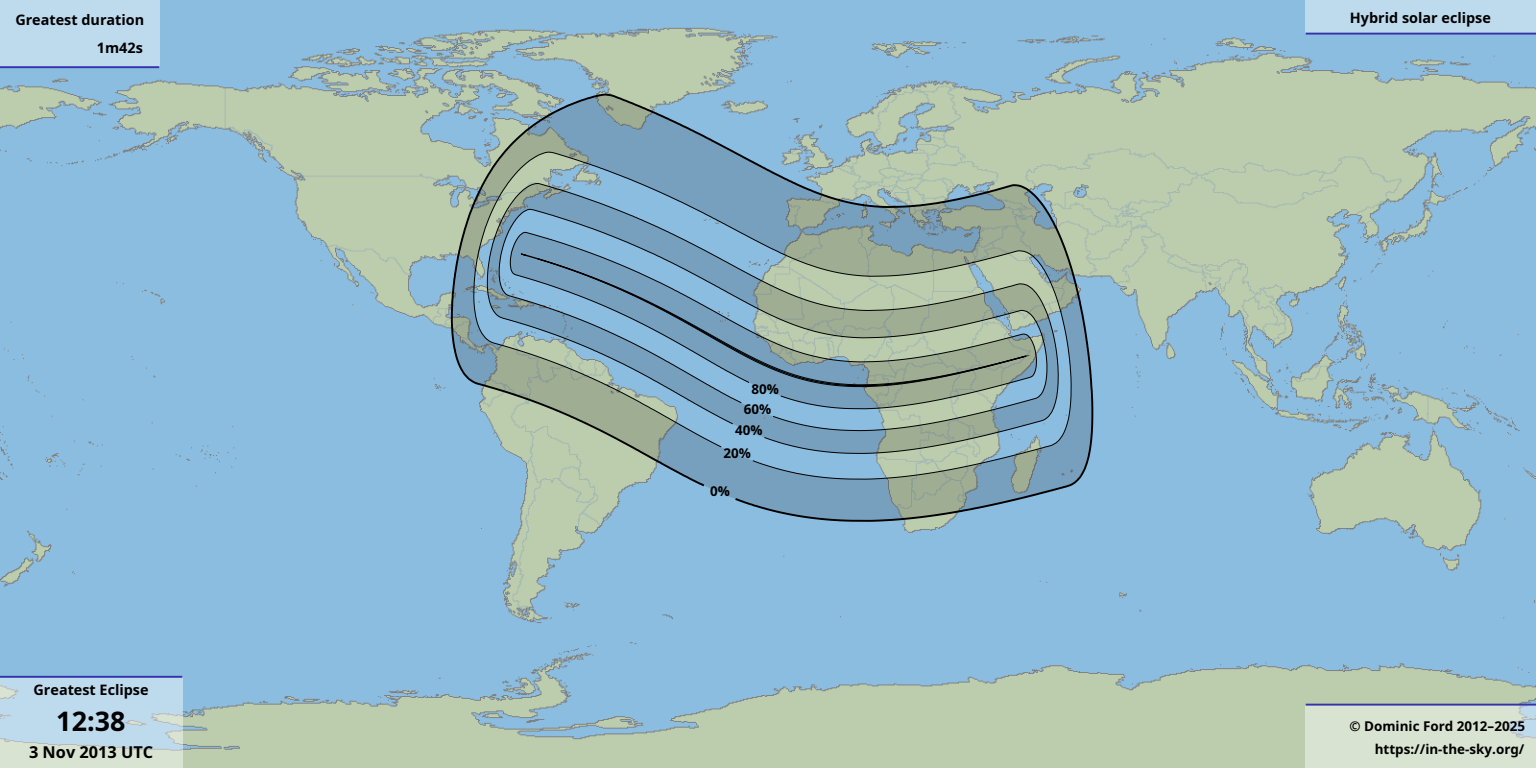 Greatest duration
1m42s
Hybrid solar eclipse
80%
60%
40%
20%
0%
Greatest Eclipse
12:38
3 Nov 2013 UTC
© Dominic Ford 2012–2025
https://in-the-sky.org/